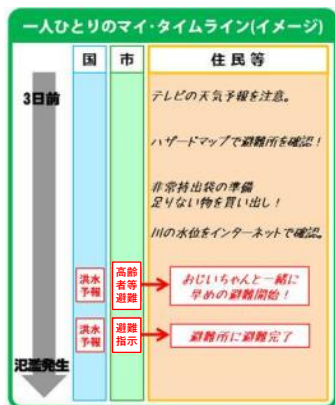 一人ひとりのマイ・タイムライン(イメージ)
国
市
住民等
3日前
テレビの天気予報を注意。
ハザードマップで避難所を確認！
非常持出袋の準備
足りない物を買い出し！
川の水位をインターネットで確認。
洪水
予報
高齢
者等
避難
おじいちゃんと一緒に
早めの避難開始！
洪水
予報
避難
指示
避難所に避難完了
氾濫発生